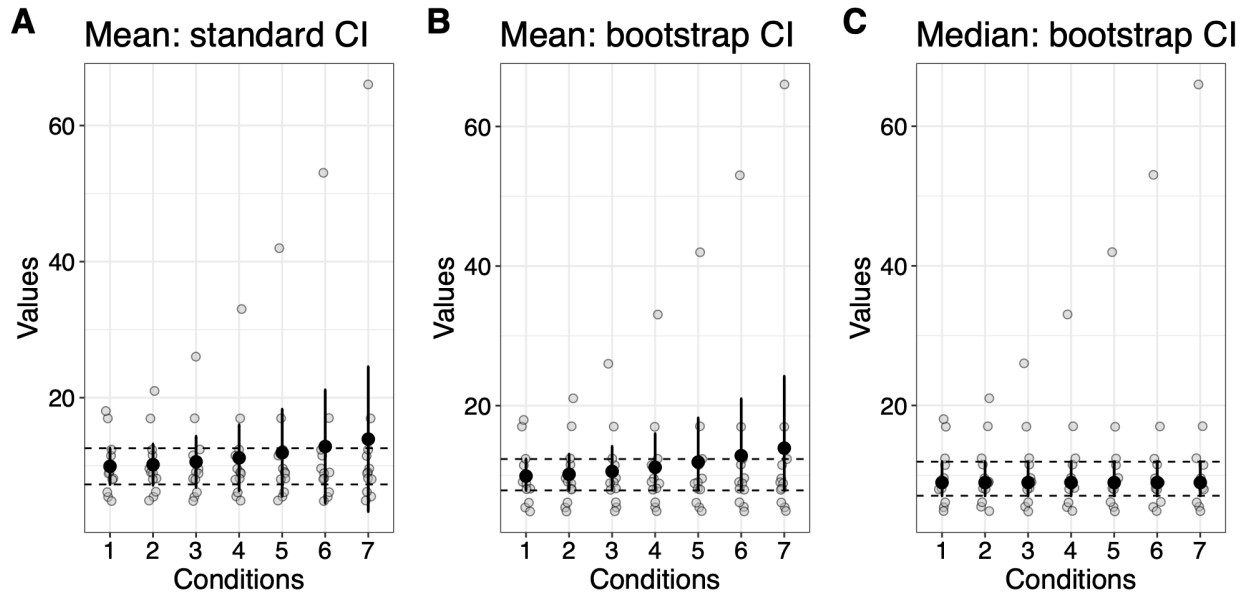 A Mean: standard CI
Values
60
40
20
1 2 3 4 5 6 7
Conditions
B Mean: bootstrap CI
Values
60
40
20
1 2 3 4 5 6 7
Conditions
C Median: bootstrap CI
Values
60
40
20
1 2 3 4 5 6 7
Conditions